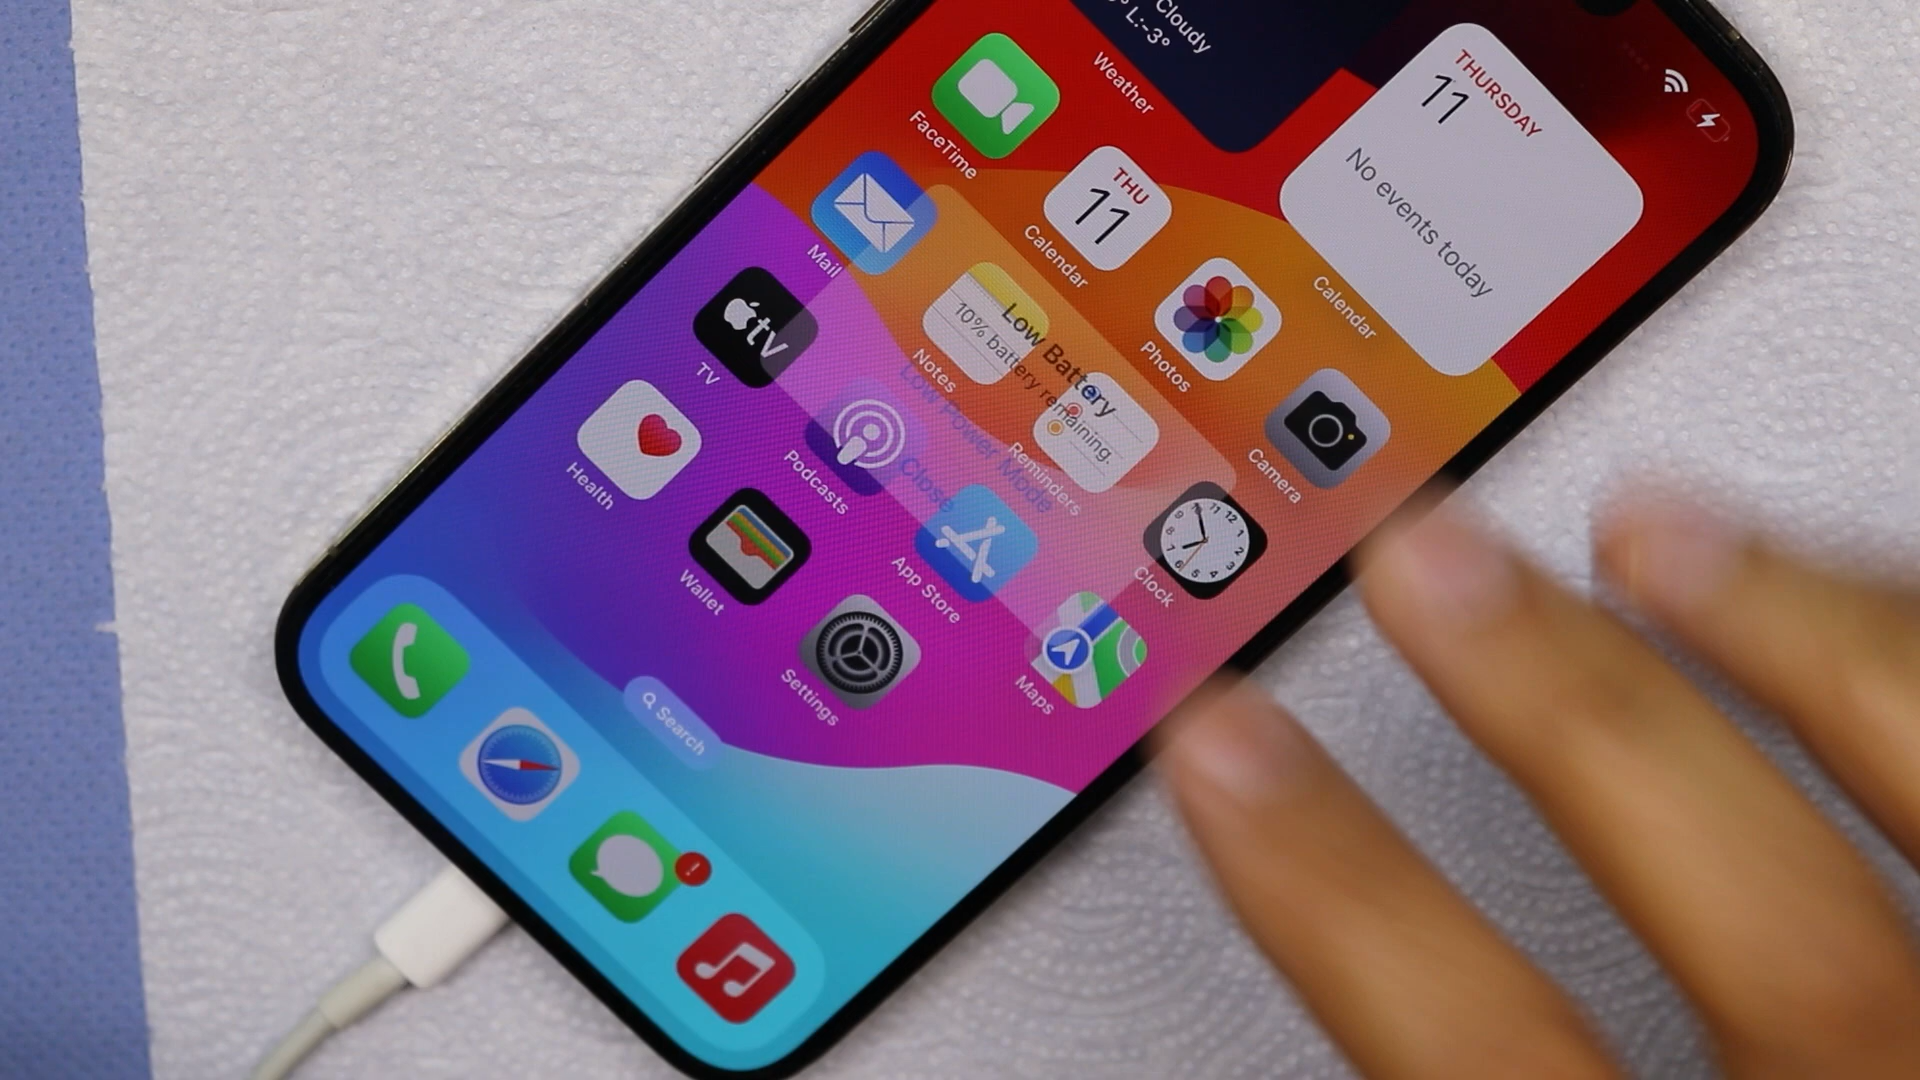 Cloudy
L:-3°
Weather
THURSDAY
11
No events today
Calendar
FaceTime
THU
11
Calendar
Photos
Camera
Mail
Notes
Reminders
Clock
Low Battery
10% battery remaining.
Low Power Mode
Close
tv
TV
Podcasts
App Store
Maps
Health
Wallet
Settings
Search
!